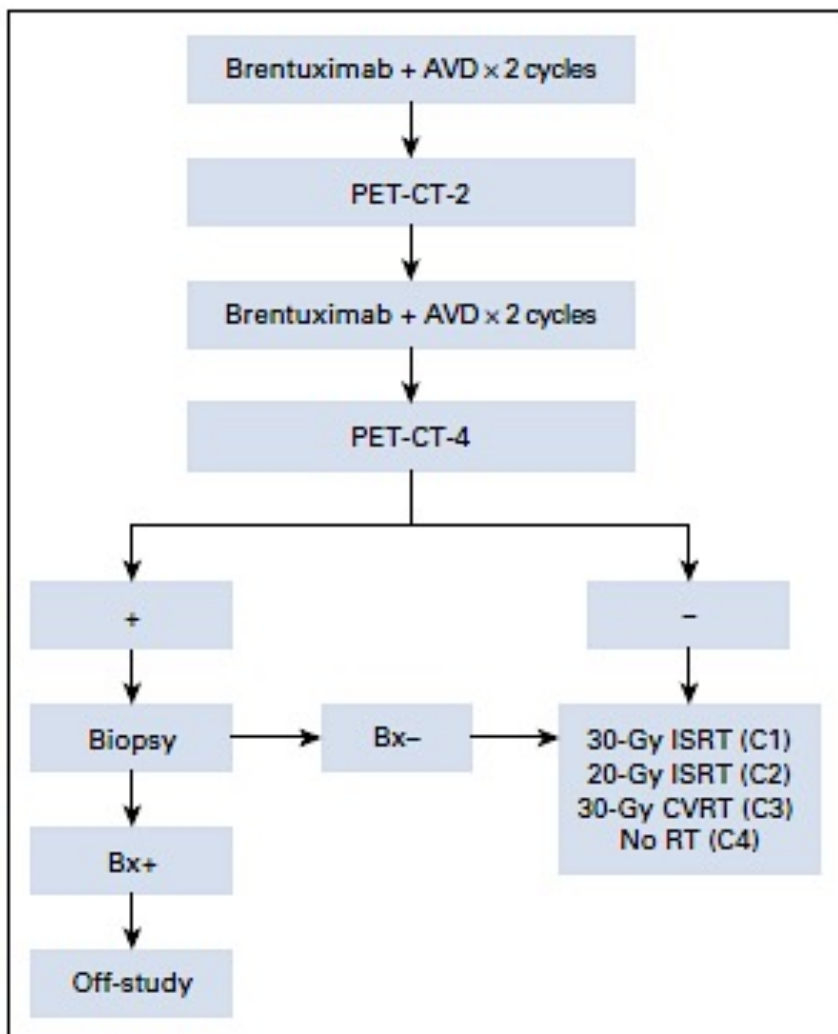 Brentuximab + AVD × 2 cycles
PET-CT-2
Brentuximab + AVD × 2 cycles
PET-CT-4
+
–
Biopsy
Bx–
30-Gy ISRT (C1)
20-Gy ISRT (C2)
30-Gy CVRT (C3)
No RT (C4)
Bx+
Off-study